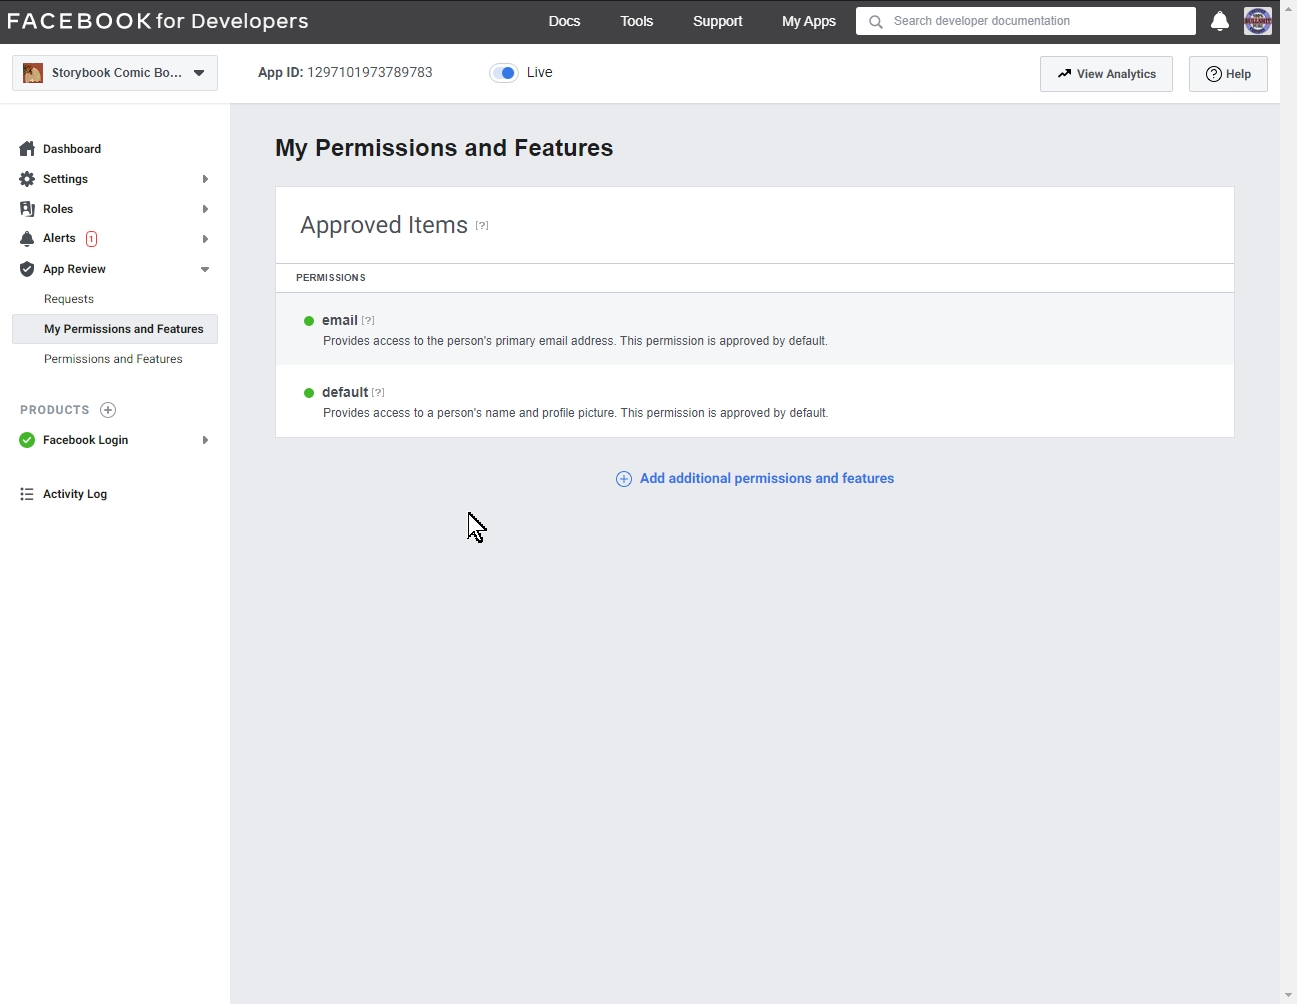 FACEBOOK for Developers
Docs
Tools
Support
My Apps
Search developer documentation
Storybook Comic Bo...
App ID: 1297101973789783
Live
View Analytics
Help
Dashboard
Settings
Roles
Alerts 1
App Review
Requests
My Permissions and Features
Permissions and Features
PRODUCTS
Facebook Login
Activity Log
My Permissions and Features
Approved Items [?]
PERMISSIONS
email [?]
Provides access to the person's primary email address. This permission is approved by default.
default [?]
Provides access to a person's name and profile picture. This permission is approved by default.
Add additional permissions and features